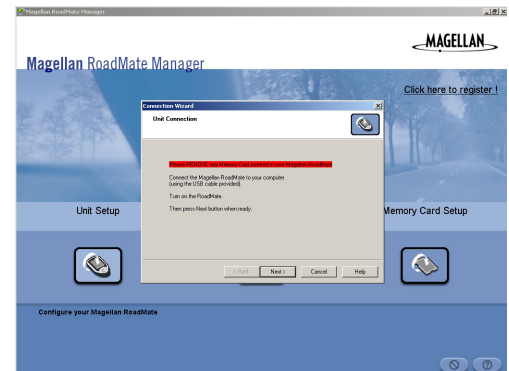 Magellan RoadMate Manager
MAGELLAN
Magellan RoadMate Manager
Click here to register !
Connection Wizard
Unit Connection
Please REMOVE any Memory Card inserted in your Magellan RoadMate
Connect the Magellan RoadMate to your computer
(using the USB cable provided).
Turn on the RoadMate.
Then press Next button when ready.
< Back
Next >
Cancel
Help
Unit Setup
Memory Card Setup
Configure your Magellan RoadMate